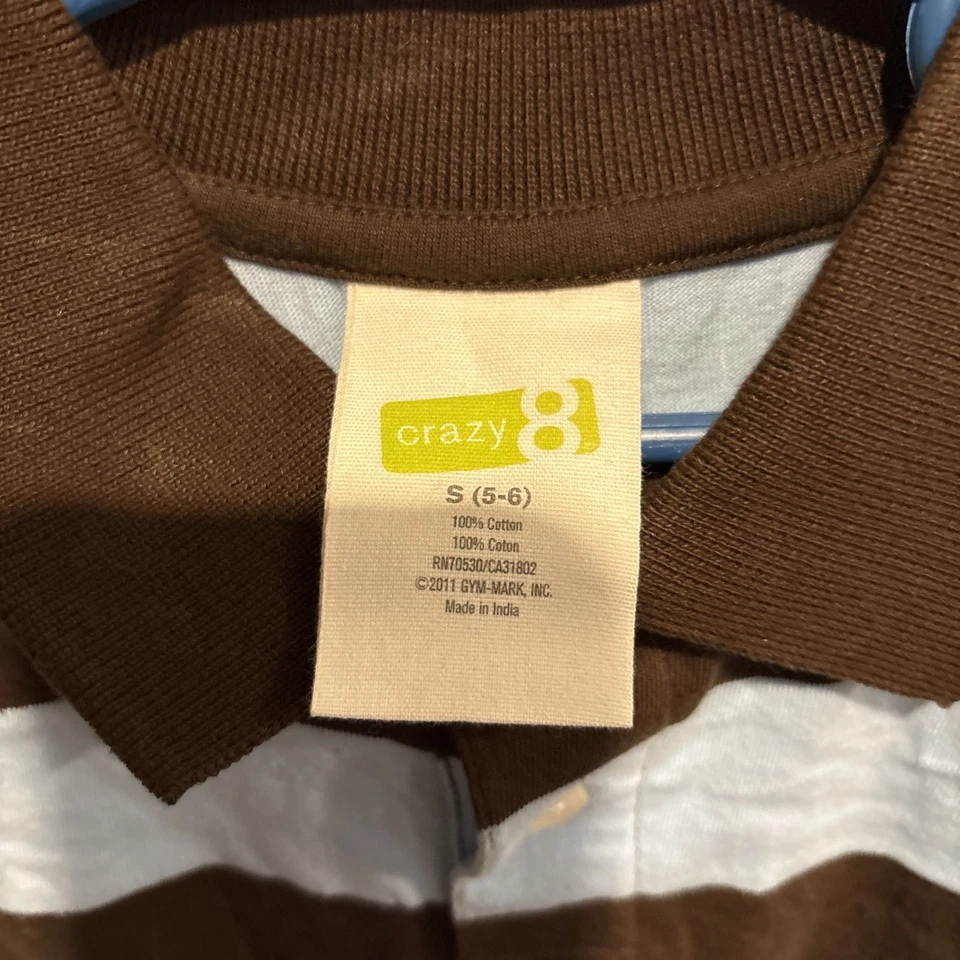 crazy 8
S (5-6)
100% Cotton
100% Coton
RN70530/CA31802
©2011 GYM-MARK, INC.
Made in India